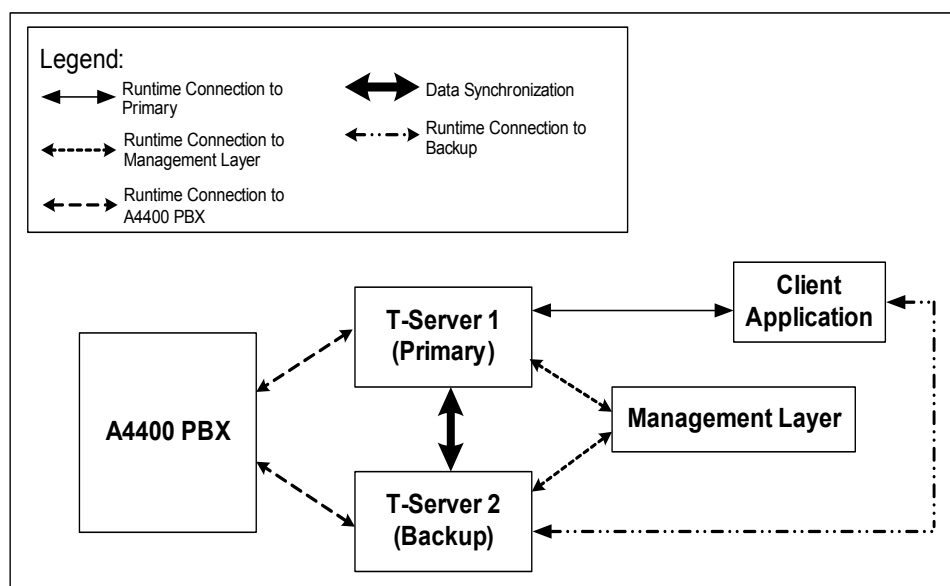 Legend:
Runtime Connection to
Primary
Runtime Connection to
Management Layer
Runtime Connection to
A4400 PBX
Data Synchronization
Runtime Connection to
Backup
Client
Application
T-Server 1
(Primary)
A4400 PBX
Management Layer
T-Server 2
(Backup)